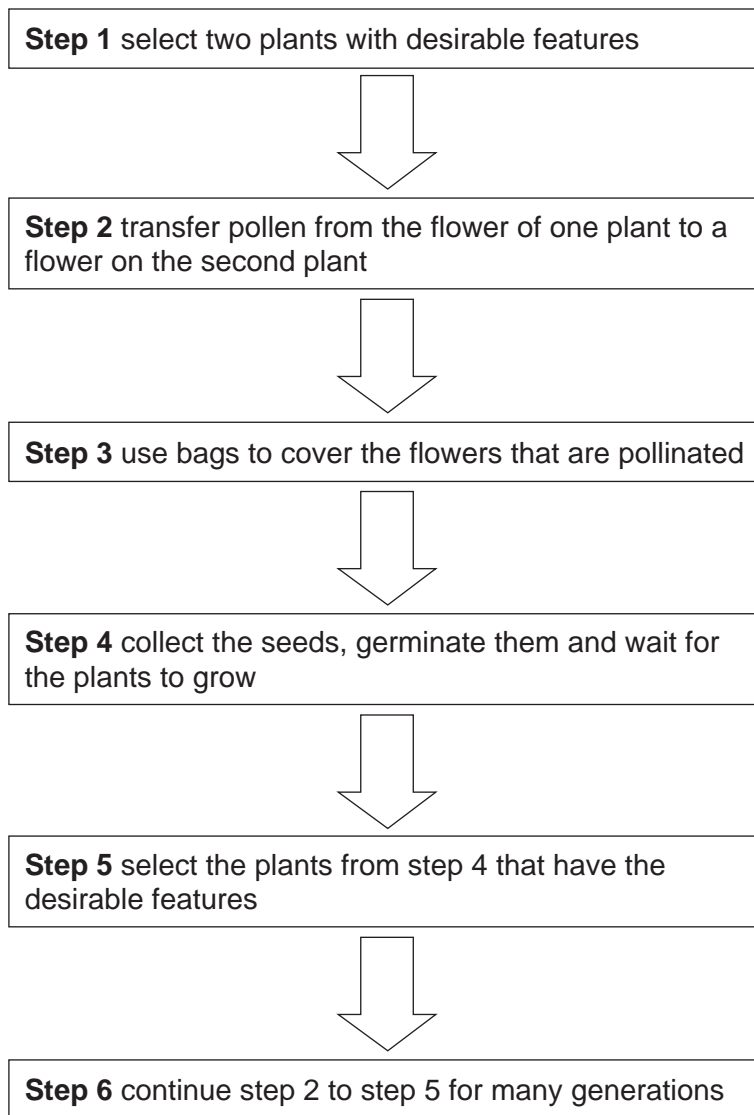 Step 1 select two plants with desirable features
Step 2 transfer pollen from the flower of one plant to a
flower on the second plant
Step 3 use bags to cover the flowers that are pollinated
Step 4 collect the seeds, germinate them and wait for
the plants to grow
Step 5 select the plants from step 4 that have the
desirable features
Step 6 continue step 2 to step 5 for many generations